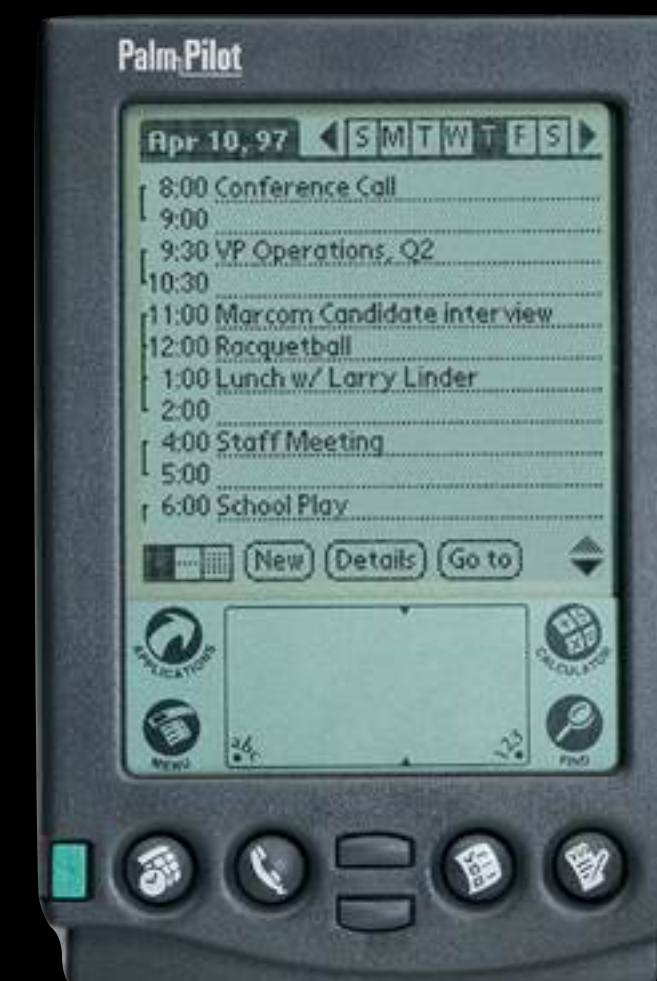 Palm Pilot
Apr 10, 97 S M T W T F S
8:00 Conference Call
9:00
9:30 VP Operations, Q2
10:30
11:00 Marcom Candidate interview
12:00 Racquetball
1:00 Lunch w/ Larry Linder
2:00
4:00 Staff Meeting
5:00
6:00 School Play
New Details Go to
APPLICATIONS CALCULATOR
abc 123
MENU FIND